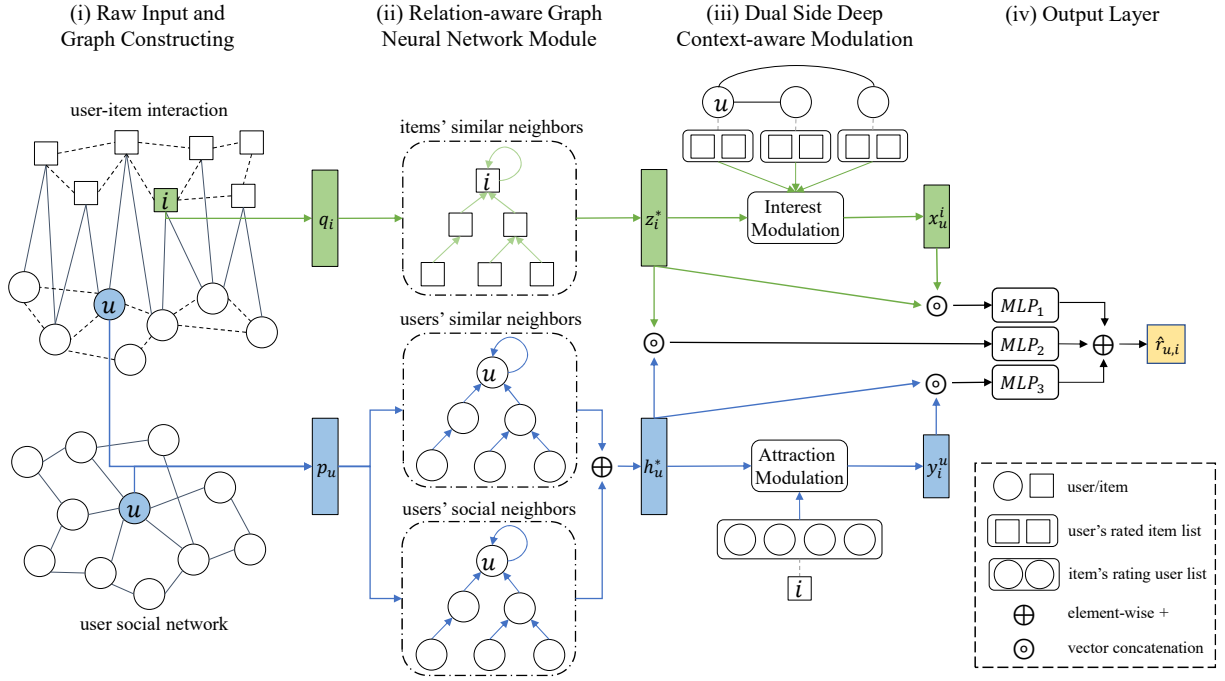 (i) Raw Input and
Graph Constructing
(ii) Relation-aware Graph
Neural Network Module
(iii) Dual Side Deep
Context-aware Modulation
(iv) Output Layer
user-item interaction
i
u
user social network
u
q_i
p_u
items' similar neighbors
i
users' similar neighbors
u
users' social neighbors
u
z_i^*
h_u^*
u
Interest
Modulation
x_u^i
Attraction
Modulation
y_i^u
i
MLP_1
MLP_2
MLP_3
r̂_{u,i}
user/item
user's rated item list
item's rating user list
element-wise +
vector concatenation